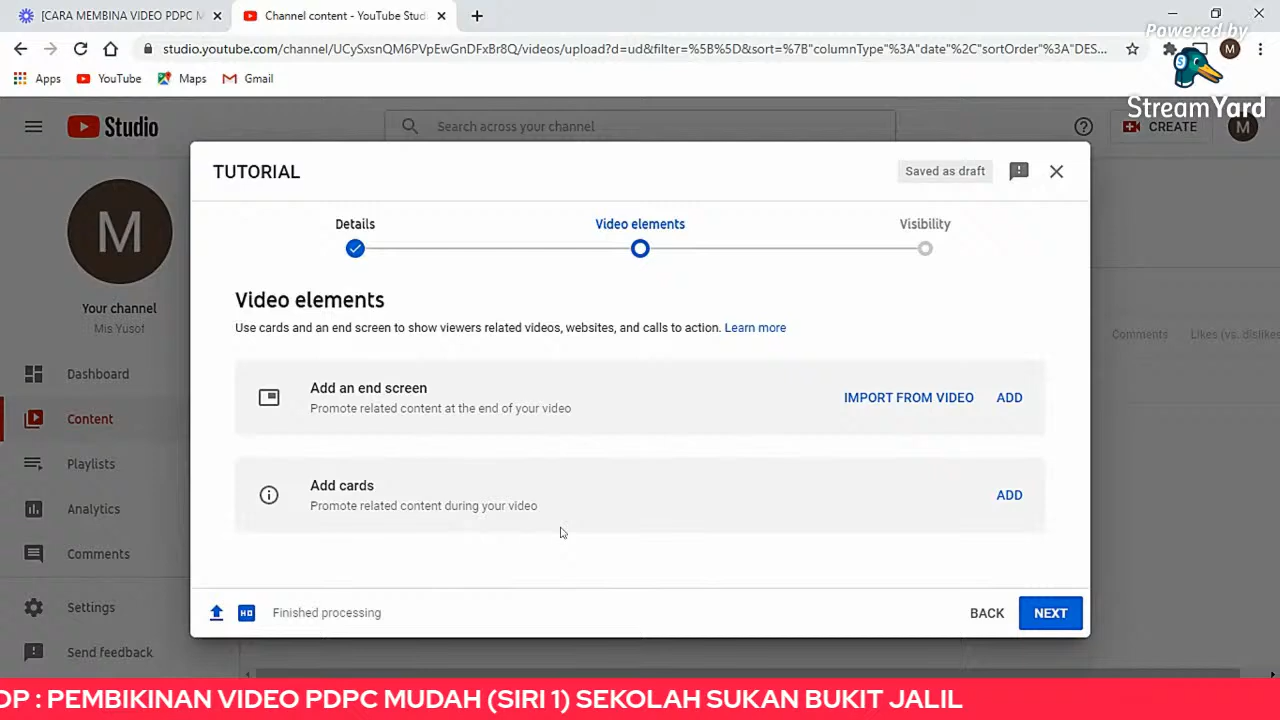 [CARA MEMBINA VIDEO PDPC M
Channel content - YouTube Stud
studio.youtube.com/channel/UCySxsnQM6PVpEwGnDFxBr8Q/videos/upload?d=ud&filter=%5B%5D&sort=%7B"columnType"%3A"date"%2C"sortOrder"%3A"DES...
M
Apps
YouTube
Maps
Gmail
Powered by
StreamYard
Studio
Search across your channel
CREATE
M
M
Your channel
Mis Yusof
Dashboard
Content
Playlists
Analytics
Comments
Settings
Send feedback
TUTORIAL
Saved as draft
Details
Video elements
Visibility
Video elements
Use cards and an end screen to show viewers related videos, websites, and calls to action. Learn more
Add an end screen
Promote related content at the end of your video
IMPORT FROM VIDEO
ADD
Add cards
Promote related content during your video
ADD
HD
Finished processing
BACK
NEXT
Comments
Likes (vs. dislikes
DP : PEMBIKINAN VIDEO PDPC MUDAH (SIRI 1) SEKOLAH SUKAN BUKIT JALIL